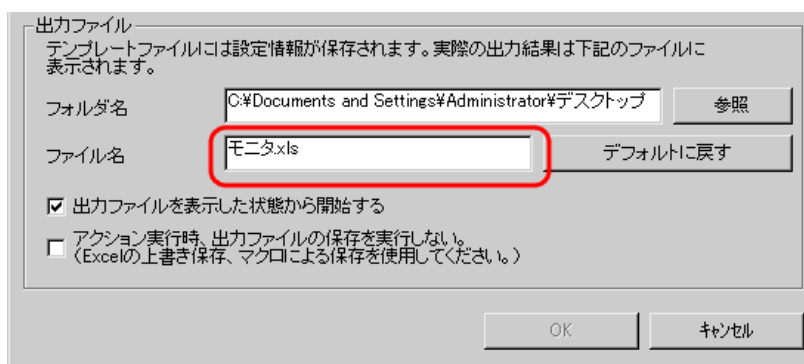 出力ファイル
テンプレートファイルには設定情報が保存されます。実際の出力結果は下記のファイルに
表示されます。
フォルダ名
C:¥Documents and Settings¥Administrator¥デスクトップ
参照
ファイル名
モニタ.xls
デフォルトに戻す
出力ファイルを表示した状態から開始する
アクション実行時、出力ファイルの保存を実行しない。
（Excelの上書き保存、マクロによる保存を使用してください。）
OK
キャンセル